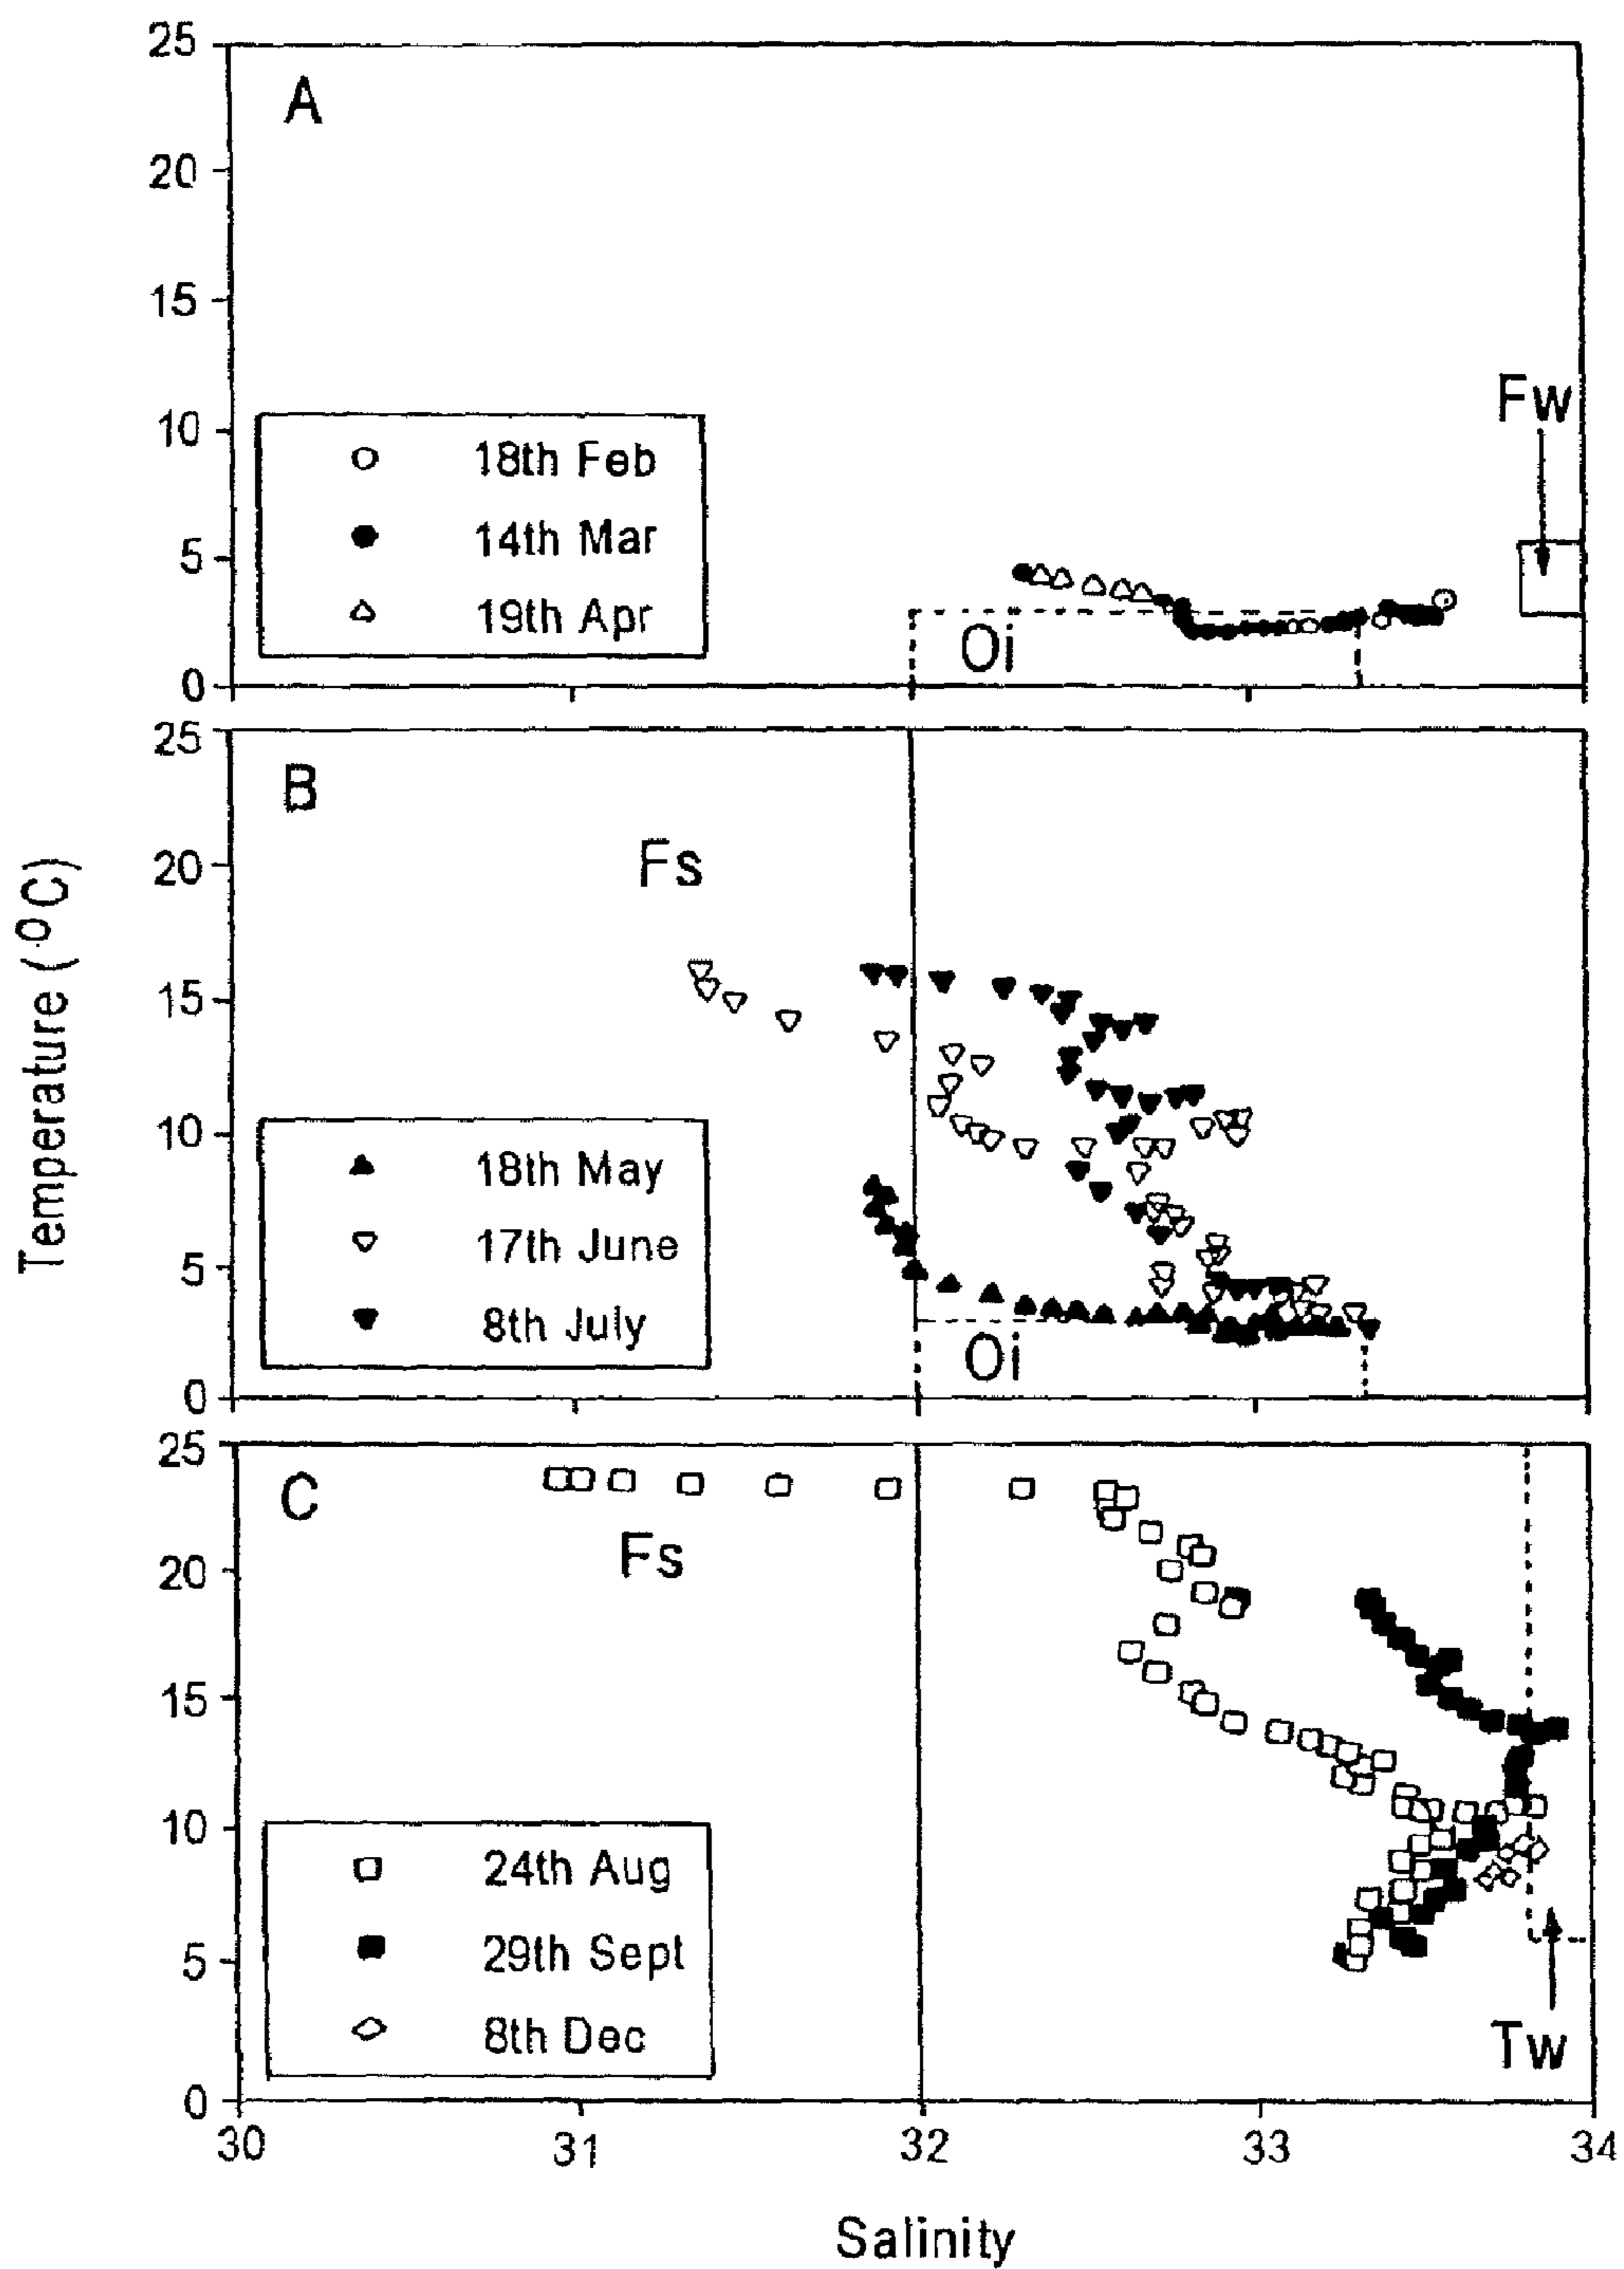 Temperature (°C)
25
A
20
15
Fw
10
18th Feb
14th Mar
5
19th Apr
Oi
0
25
B
20
Fs
15
10
18th May
17th June
5
8th July
Oi
0
25
C
Fs
20
15
10
24th Aug
29th Sept
5
8th Dec
Tw
0
30 31 32 33 34
Salinity